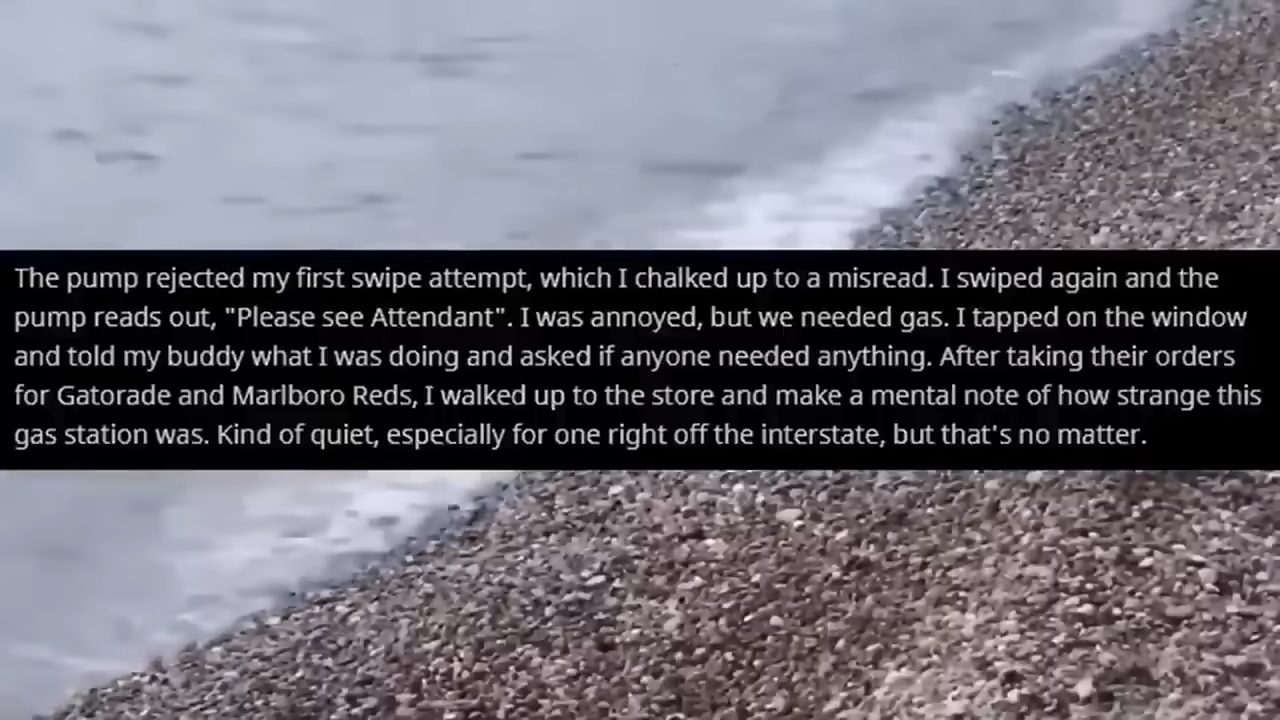 The pump rejected my first swipe attempt, which I chalked up to a misread. I swiped again and the
pump reads out, "Please see Attendant". I was annoyed, but we needed gas. I tapped on the window
and told my buddy what I was doing and asked if anyone needed anything. After taking their orders
for Gatorade and Marlboro Reds, I walked up to the store and make a mental note of how strange this
gas station was. Kind of quiet, especially for one right off the interstate, but that's no matter.